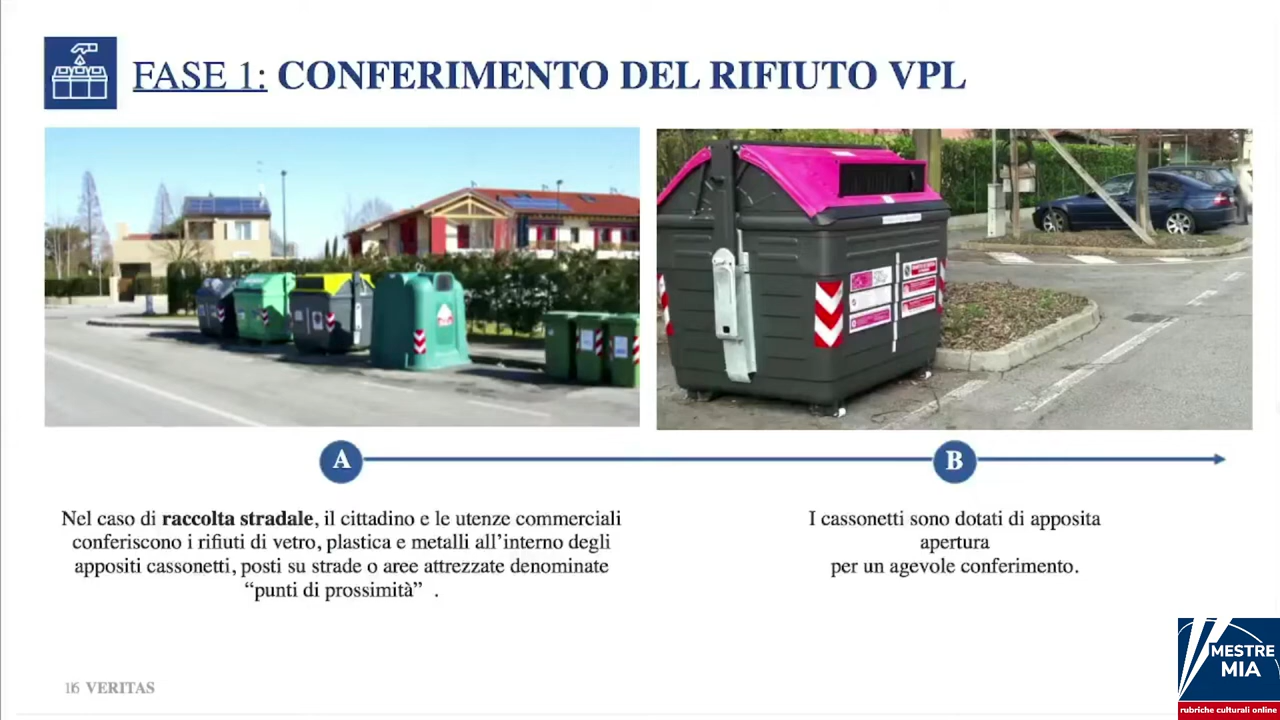 FASE 1: CONFERIMENTO DEL RIFIUTO VPL
A
B
Nel caso di raccolta stradale, il cittadino e le utenze commerciali
conferiscono i rifiuti di vetro, plastica e metalli all’interno degli
appositi cassonetti, posti su strade o aree attrezzate denominate
“punti di prossimità” .
I cassonetti sono dotati di apposita
apertura
per un agevole conferimento.
VERITAS
MESTRE
MIA
rubriche culturali online